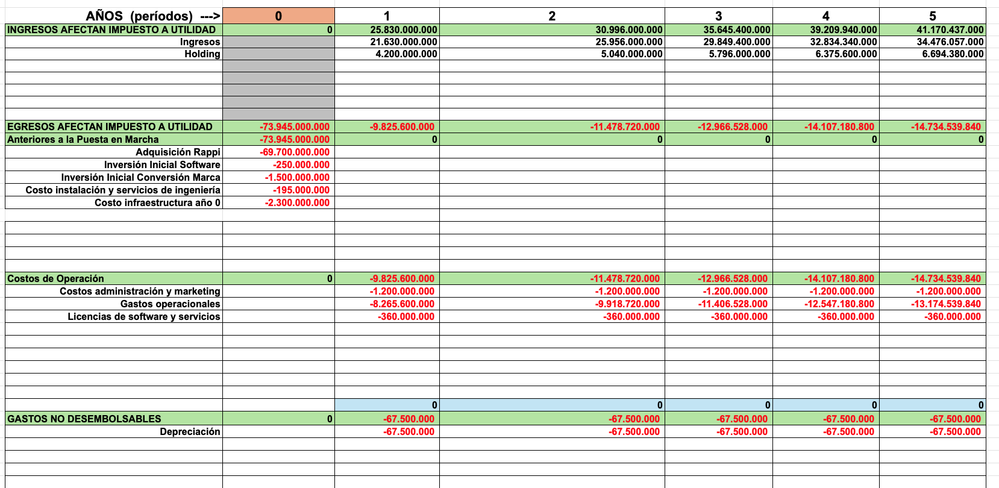 AÑOS (períodos) ---> 0 1 2 3 4 5
INGRESOS AFECTAN IMPUESTO A UTILIDAD 0 25.830.000.000 30.996.000.000 35.645.400.000 39.209.940.000 41.170.437.000
Ingresos 21.630.000.000 25.956.000.000 29.849.400.000 32.834.340.000 34.476.057.000
Holding 4.200.000.000 5.040.000.000 5.796.000.000 6.375.600.000 6.694.380.000
EGRESOS AFECTAN IMPUESTO A UTILIDAD -73.945.000.000 -9.825.600.000 -11.478.720.000 -12.966.528.000 -14.107.180.800 -14.734.539.840
Anteriores a la Puesta en Marcha -73.945.000.000 0 0 0 0 0
Adquisición Rappi -69.700.000.000
Inversión Inicial Software -250.000.000
Inversión Inicial Conversión Marca -1.500.000.000
Costo instalación y servicios de ingeniería -195.000.000
Costo infraestructura año 0 -2.300.000.000
Costos de Operación 0 -9.825.600.000 -11.478.720.000 -12.966.528.000 -14.107.180.800 -14.734.539.840
Costos administración y marketing -1.200.000.000 -1.200.000.000 -1.200.000.000 -1.200.000.000 -1.200.000.000
Gastos operacionales -8.265.600.000 -9.918.720.000 -11.406.528.000 -12.547.180.800 -13.174.539.840
Licencias de software y servicios -360.000.000 -360.000.000 -360.000.000 -360.000.000 -360.000.000
0 0 0 0 0
GASTOS NO DESEMBOLSABLES 0 -67.500.000 -67.500.000 -67.500.000 -67.500.000 -67.500.000
Depreciación -67.500.000 -67.500.000 -67.500.000 -67.500.000 -67.500.000